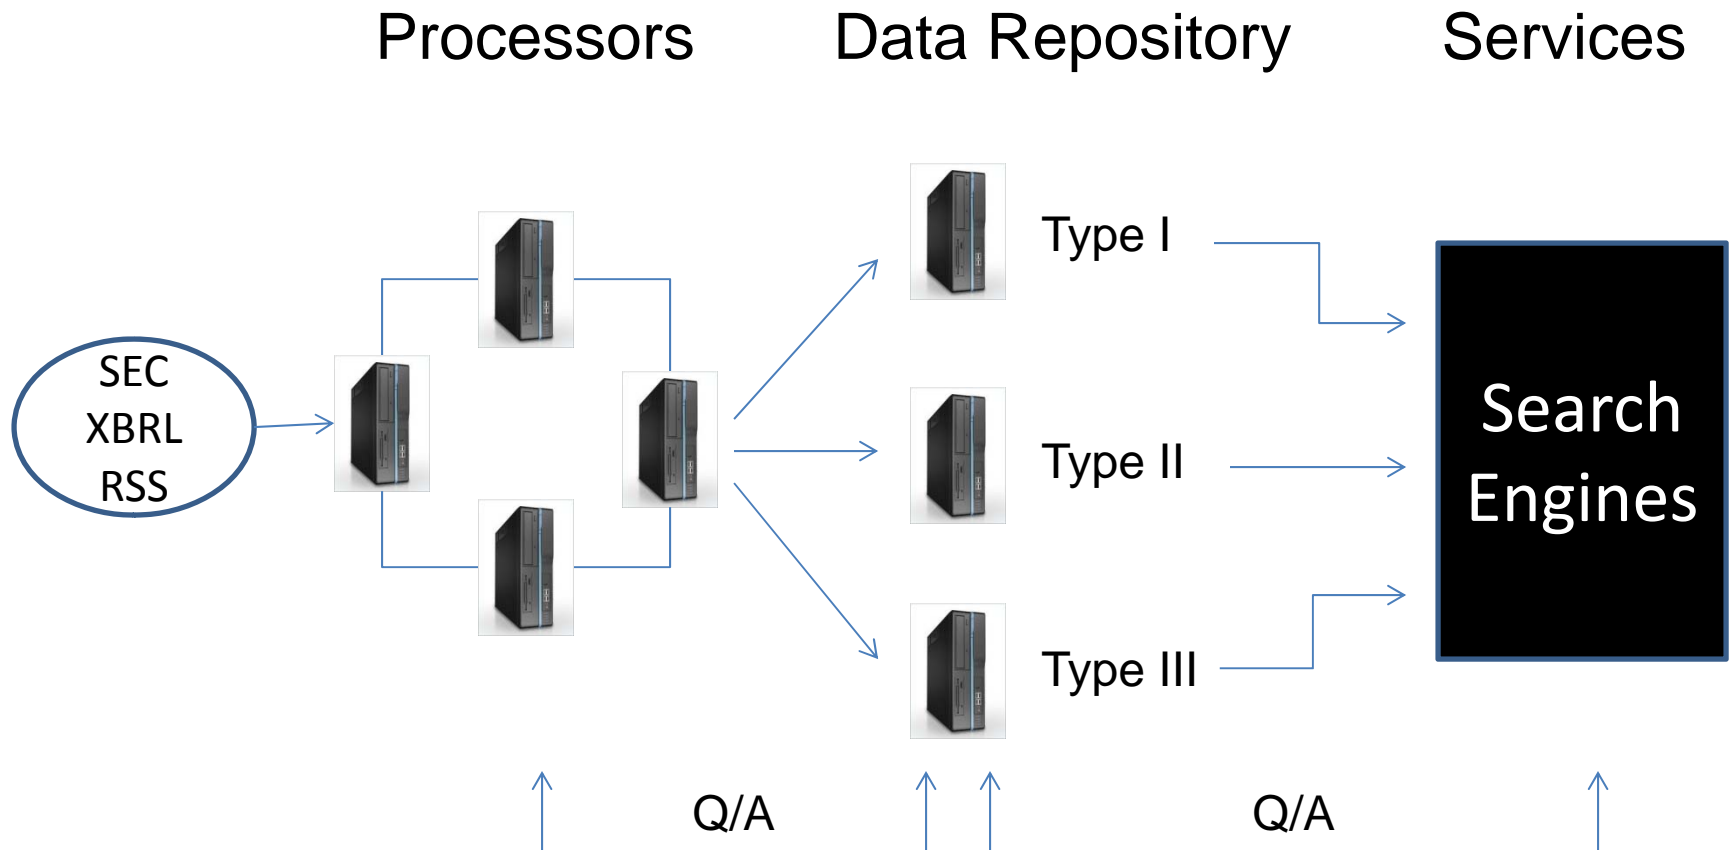 Processors
Data Repository
Services
SEC
XBRL
RSS
Type I
Type II
Type III
Search
Engines
Q/A
Q/A